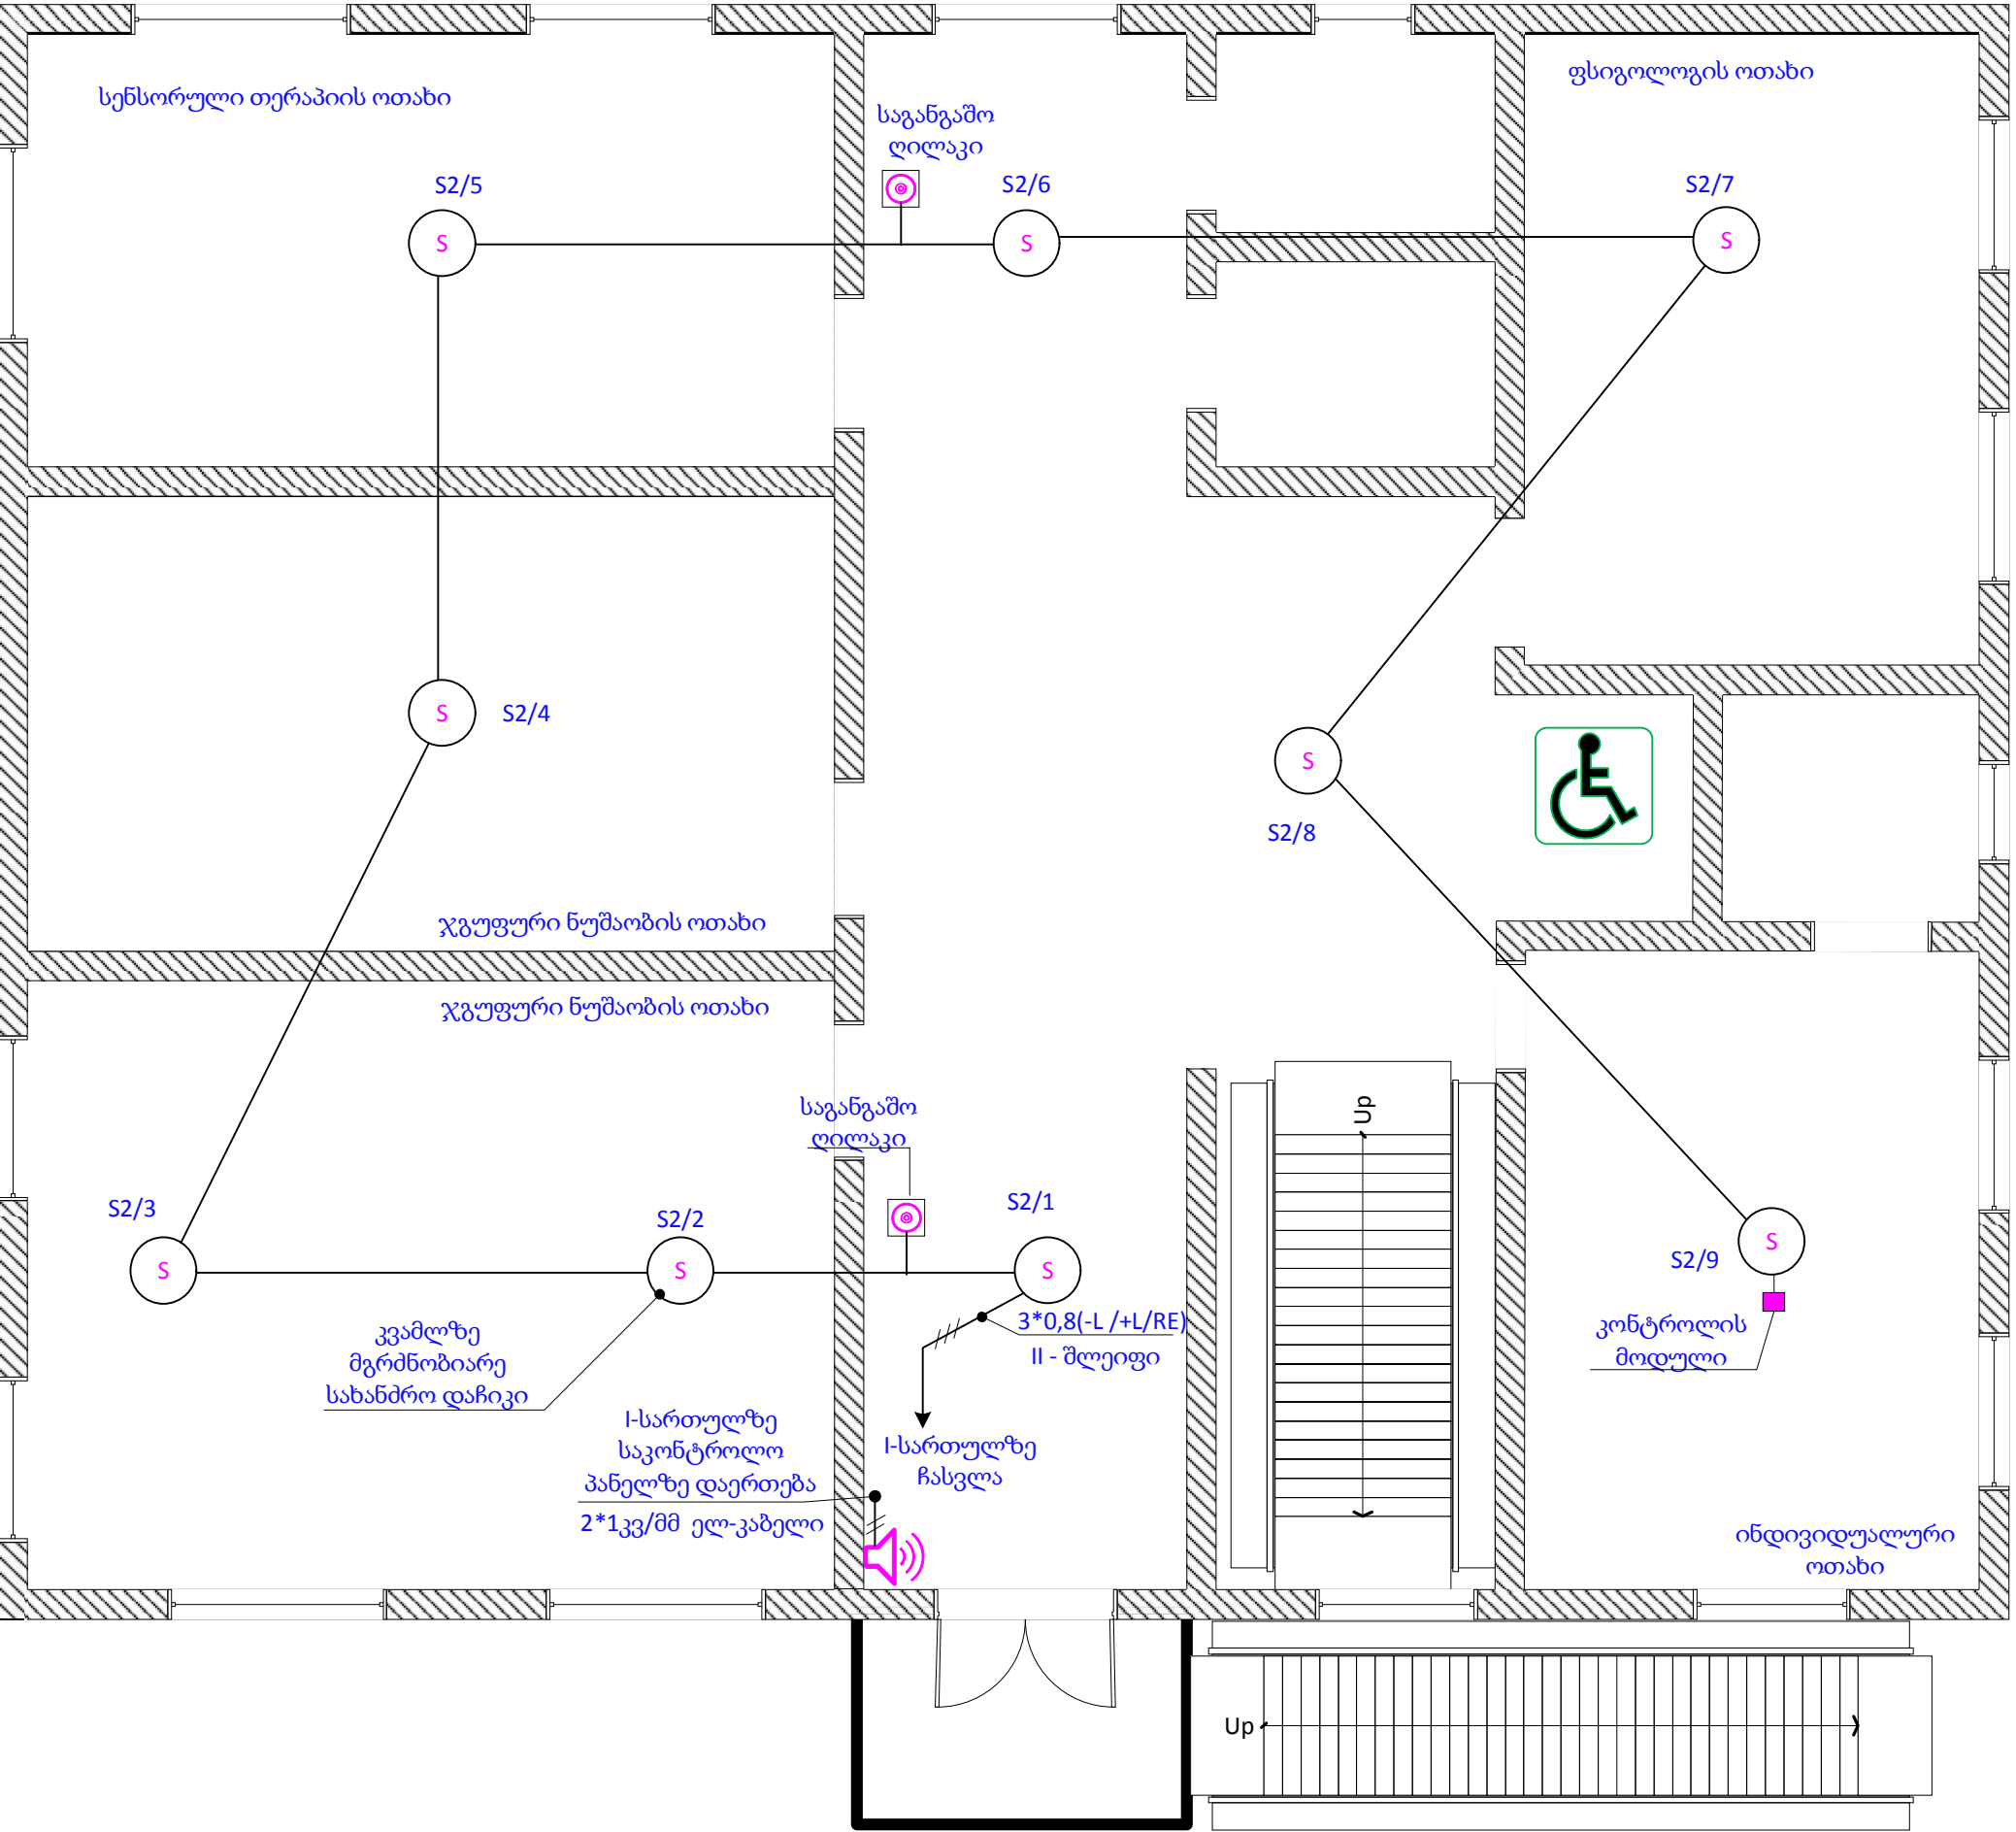 სენსორული თერაპიის ოთახი
ფსიგოლოგის ოთახი
საგანგაშო
ღილაკი
S2/5
S2/6
S2/7
S
S
S
S
S2/4
S
S2/8
ჯგუფური ნუშაობის ოთახი
ჯგუფური ნუშაობის ოთახი
Up
საგანგაშო
ღილაკი
S2/3
S2/2
S2/1
S
S
S
S
S2/9
3*0,8(-L /+L/RE)
II - შლეიფი
კვამლზე
მგრძნობიარე
სახანძრო დაჩიკი
კონტროლის
მოდული
I-სართულზე
საკონტროლო
პანელზე დაერთება
2*1კვ/მმ ელ-კაბელი
I-სართულზე
ჩასვლა
ინდივიდუალური
ოთახი
Up